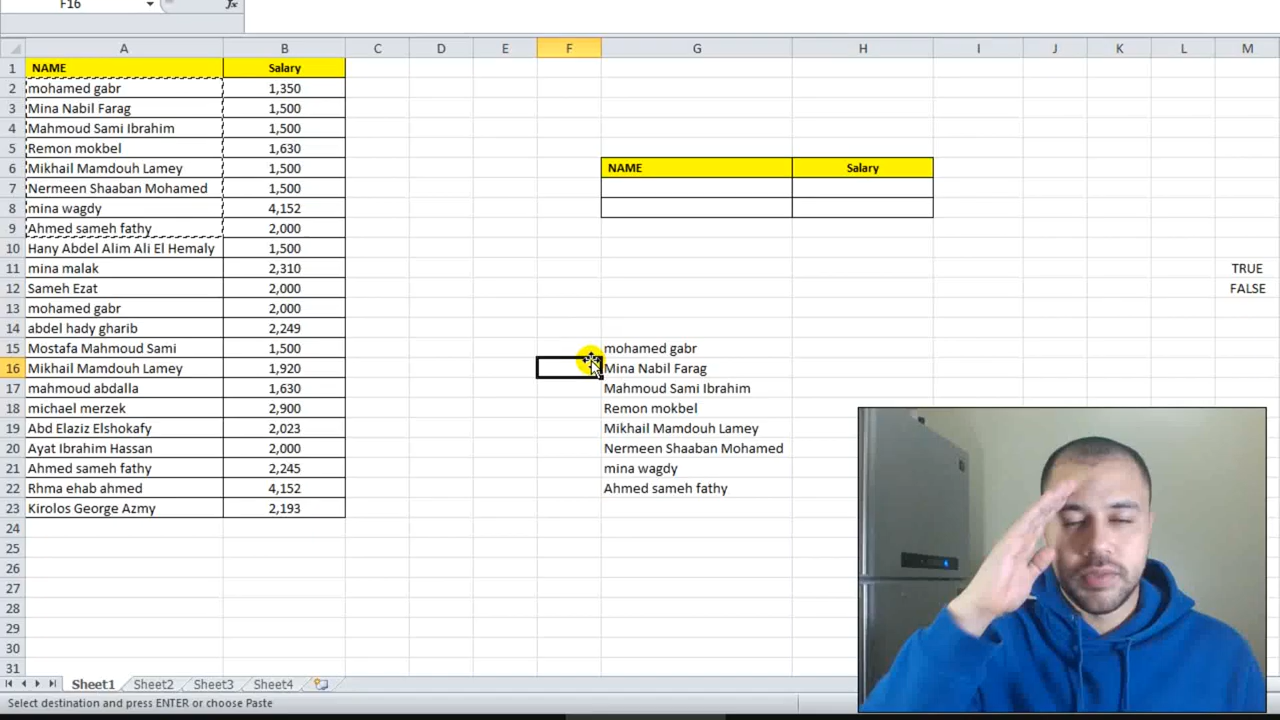 F16
fx
A B C D E F G H I J K L M
1 NAME Salary
2 mohamed gabr 1,350
3 Mina Nabil Farag 1,500
4 Mahmoud Sami Ibrahim 1,500
5 Remon mokbel 1,630
6 Mikhail Mamdouh Lamey 1,500 NAME Salary
7 Nermeen Shaaban Mohamed 1,500
8 mina wagdy 4,152
9 Ahmed sameh fathy 2,000
10 Hany Abdel Alim Ali El Hemaly 1,500
11 mina malak 2,310 TRUE
12 Sameh Ezat 2,000 FALSE
13 mohamed gabr 2,000
14 abdel hady gharib 2,249
15 Mostafa Mahmoud Sami 1,500 mohamed gabr
16 Mikhail Mamdouh Lamey 1,920 Mina Nabil Farag
17 mahmoud abdalla 1,630 Mahmoud Sami Ibrahim
18 michael merzek 2,900 Remon mokbel
19 Abd Elaziz Elshokafy 2,023 Mikhail Mamdouh Lamey
20 Ayat Ibrahim Hassan 2,000 Nermeen Shaaban Mohamed
21 Ahmed sameh fathy 2,245 mina wagdy
22 Rhma ehab ahmed 4,152 Ahmed sameh fathy
23 Kirolos George Azmy 2,193
24
25
26
27
28
29
30
31
Sheet1 Sheet2 Sheet3 Sheet4
Select destination and press ENTER or choose Paste